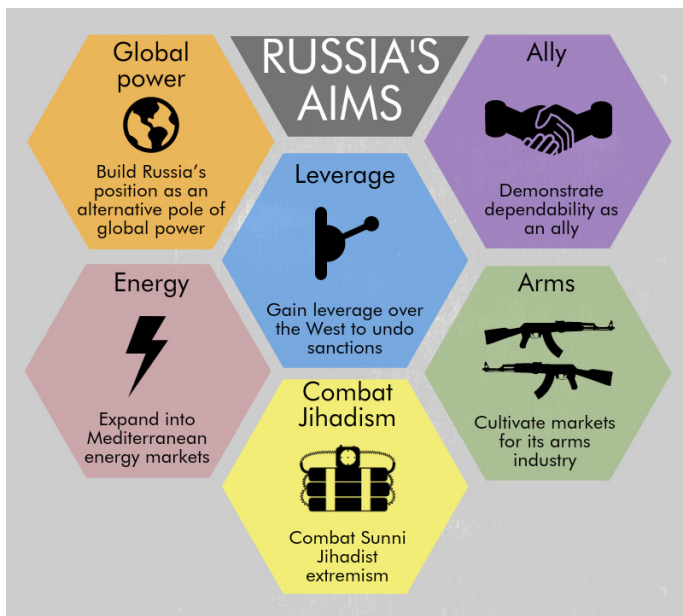 RUSSIA'S
AIMS
Global
power
Build Russia's
position as an
alternative pole of
global power
Leverage
Gain leverage over
the West to undo
sanctions
Ally
Demonstrate
dependability as
an ally
Energy
Expand into
Mediterranean
energy markets
Combat
Jihadism
Combat Sunni
Jihadist
extremism
Arms
Cultivate markets
for its arms
industry